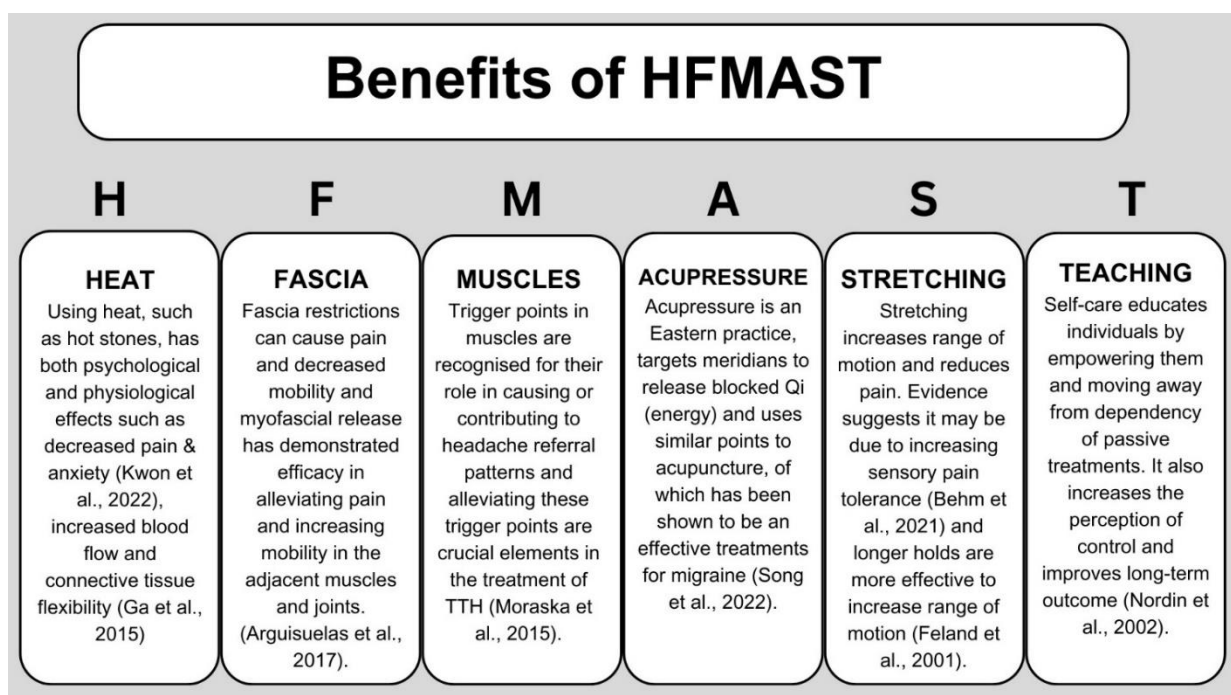 Benefits of HFMAST
H
F
M
A
S
T
HEAT
Using heat, such
as hot stones, has
both psychological
and physiological
effects such as
decreased pain &
anxiety (Kwon et
al., 2022),
increased blood
flow and
connective tissue
flexibility (Ga et al.,
2015)
FASCIA
Fascia restrictions
can cause pain
and decreased
mobility and
myofascial release
has demonstrated
efficacy in
alleviating pain
and increasing
mobility in the
adjacent muscles
and joints.
(Arguisuelas et al.,
2017).
MUSCLES
Trigger points in
muscles are
recognised for their
role in causing or
contributing to
headache referral
patterns and
alleviating these
trigger points are
crucial elements in
the treatment of
TTH (Moraska et
al., 2015).
ACUPRESSURE
Acupressure is an
Eastern practice,
targets meridians to
release blocked Qi
(energy) and uses
similar points to
acupuncture, of
which has been
shown to be an
effective treatments
for migraine (Song
et al., 2022).
STRETCHING
Stretching
increases range of
motion and reduces
pain. Evidence
suggests it may be
due to increasing
sensory pain
tolerance (Behm et
al., 2021) and
longer holds are
more effective to
increase range of
motion (Feland et
al., 2001).
TEACHING
Self-care educates
individuals by
empowering them
and moving away
from dependency
of passive
treatments. It also
increases the
perception of
control and
improves long-term
outcome (Nordin et
al., 2002).